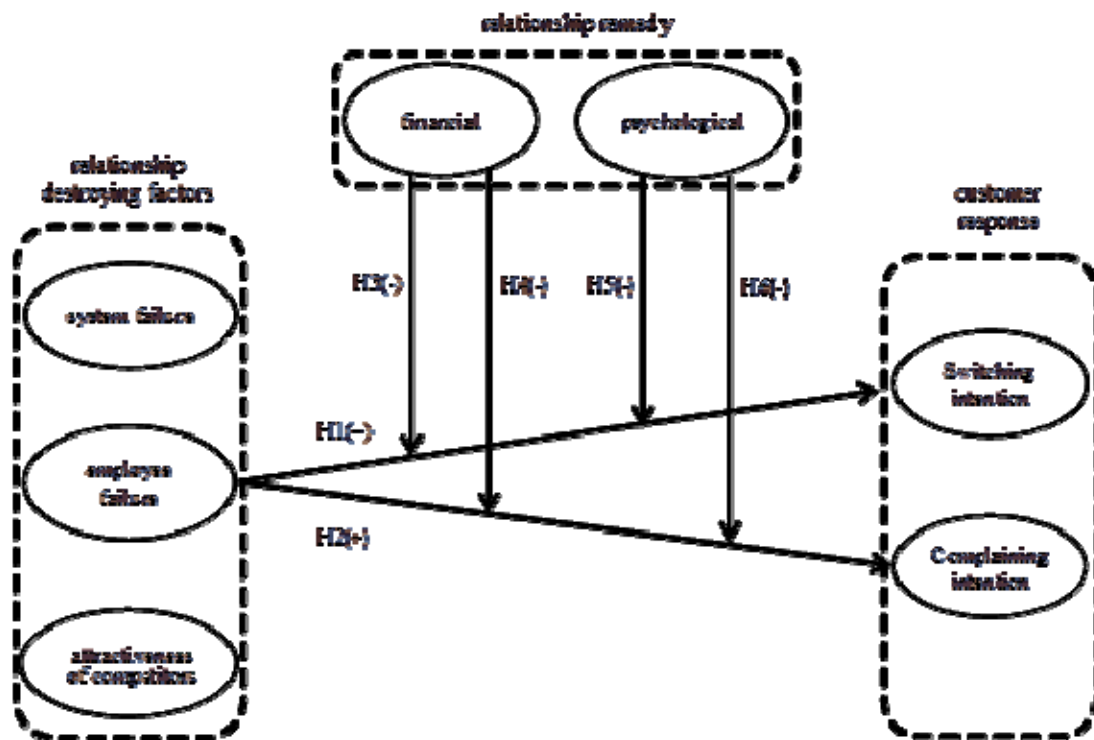 relationship remedy
financial
psychological
relationship
destroying factors
customer
response
system failure
H3(-)
H4(-)
H5(-)
H6(-)
Switching
intention
H1(+)
employee
failure
H2(+)
Complaining
intention
attractiveness
of competitors